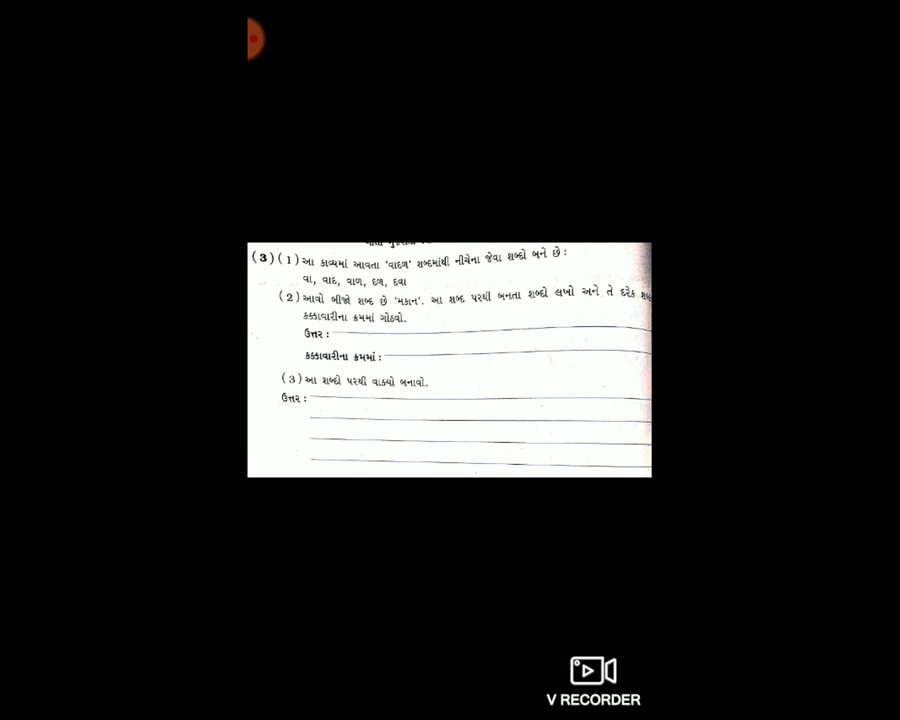 (3)(1) આ કાવ્યમાં આવતા 'વાદળ' શબ્દમાંથી નીચેના જેવા શબ્દો બને છે :
વા, વાદ, વાળ, દળ, દવા
(2) આવો બીજો શબ્દ છે 'મકાન'. આ શબ્દ પરથી બનતા શબ્દો લખો અને તે દરેક
કક્કાવારીના ક્રમમાં ગોઠવો.
ઉત્તર :
કક્કાવારીના ક્રમમાં :
(3) આ શબ્દો પરથી વાક્યો બનાવો.
ઉત્તર :
V RECORDER